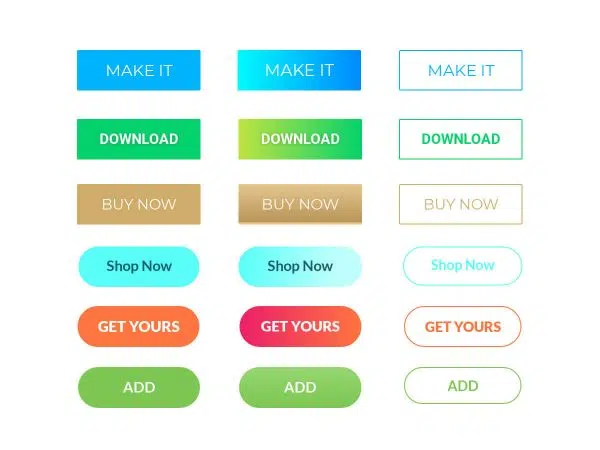 MAKE IT MAKE IT MAKE IT
DOWNLOAD DOWNLOAD DOWNLOAD
BUY NOW BUY NOW BUY NOW
Shop Now Shop Now Shop Now
GET YOURS GET YOURS GET YOURS
ADD ADD ADD